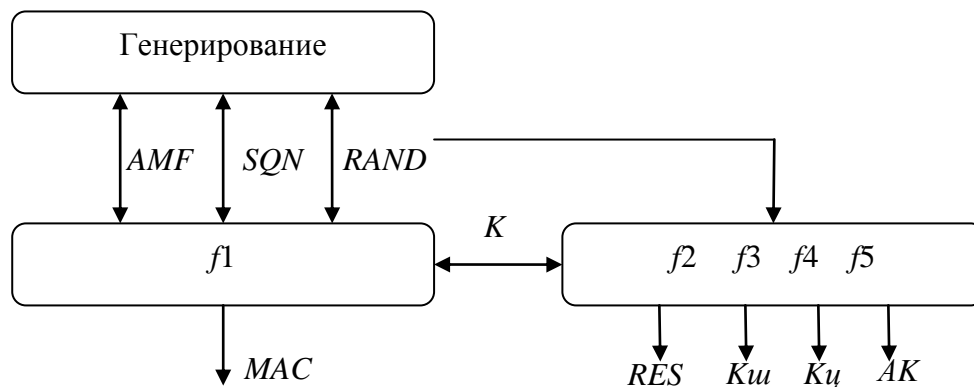 Генерирование
AMF SQN RAND
K
f1
f2 f3 f4 f5
MAC
RES Kш Kц AK